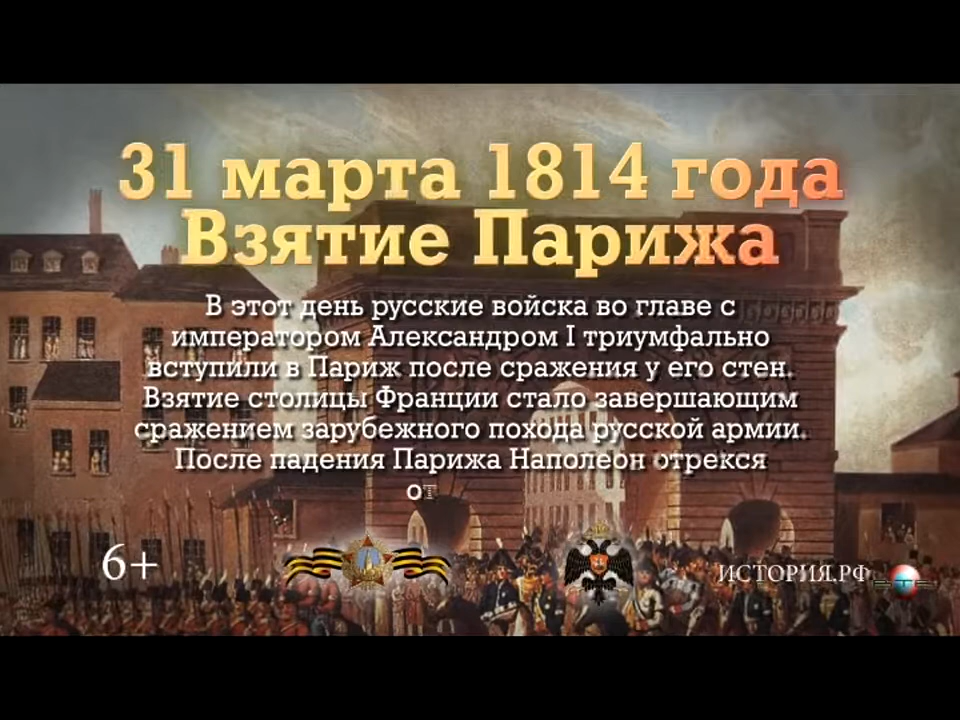 31 марта 1814 года
Взятие Парижа
В этот день русские войска во главе с
императором Александром I триумфально
вступили в Париж после сражения у его стен.
Взятие столицы Франции стало завершающим
сражением зарубежного похода русской армии.
После падения Парижа Наполеон отрекся
от
6+
ИСТОРИЯ.РФ